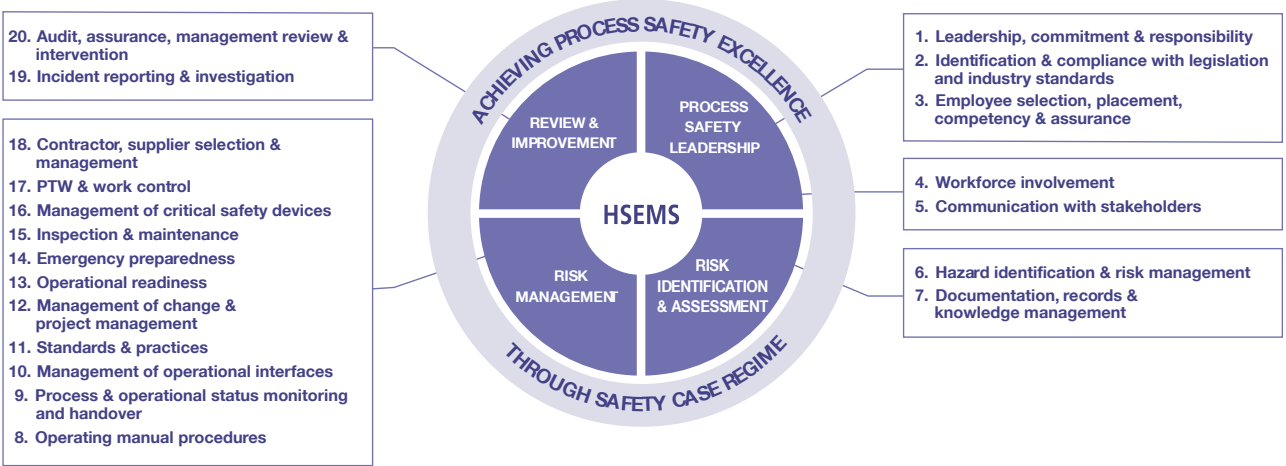 20. Audit, assurance, management review &
intervention
19. Incident reporting & investigation
18. Contractor, supplier selection &
management
17. PTW & work control
16. Management of critical safety devices
15. Inspection & maintenance
14. Emergency preparedness
13. Operational readiness
12. Management of change &
project management
11. Standards & practices
10. Management of operational interfaces
9. Process & operational status monitoring
and handover
8. Operating manual procedures
ACHIEVING PROCESS SAFETY EXCELLENCE
REVIEW &
IMPROVEMENT
PROCESS
SAFETY
LEADERSHIP
HSEMS
RISK
MANAGEMENT
RISK
IDENTIFICATION
& ASSESSMENT
THROUGH SAFETY CASE REGIME
1. Leadership, commitment & responsibility
2. Identification & compliance with legislation
and industry standards
3. Employee selection, placement,
competency & assurance
4. Workforce involvement
5. Communication with stakeholders
6. Hazard identification & risk management
7. Documentation, records &
knowledge management